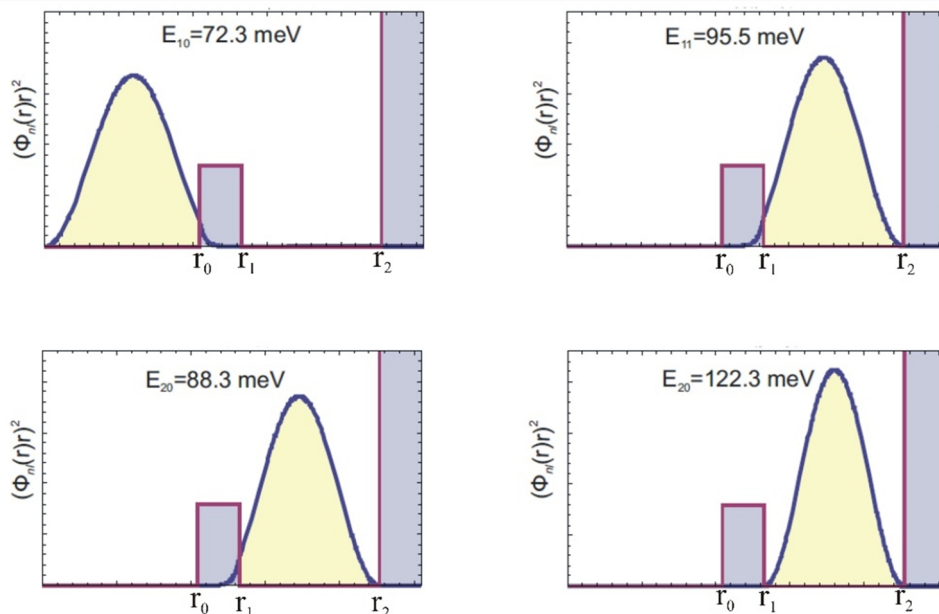 E₁₀=72.3 meV
(Φₙₗ(r)r)²
r₀ r₁ r₂
E₁₁=95.5 meV
(Φₙₗ(r)r)²
r₀ r₁ r₂
E₂₀=88.3 meV
(Φₙₗ(r)r)²
r₀ r₁ r₂
E₂₀=122.3 meV
(Φₙₗ(r)r)²
r₀ r₁ r₂